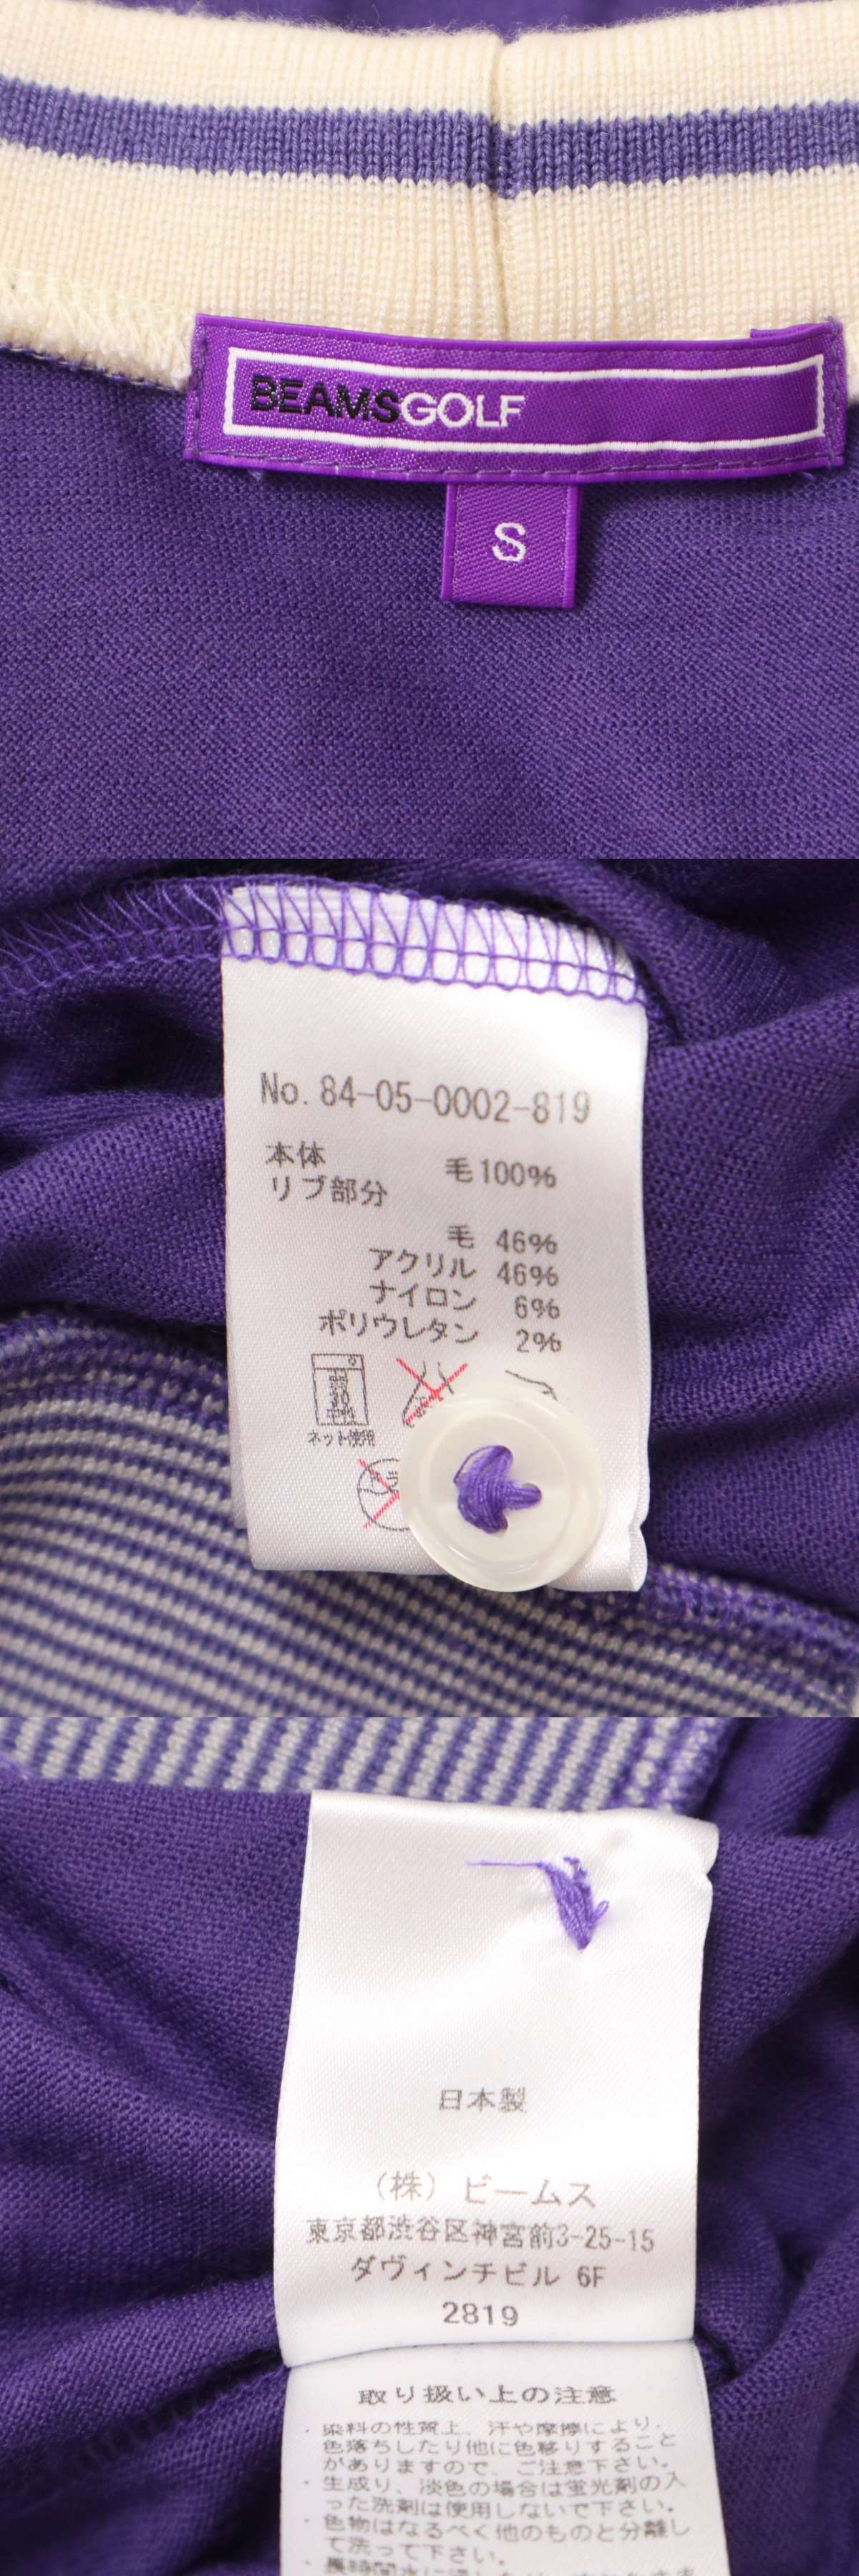 BEAMSGOLF
S
No. 84-05-0002-819
本体 毛100%
リブ部分
毛 46%
アクリル 46%
ナイロン 6%
ポリウレタン 2%
ネット使用
日本製
(株) ビームス
東京都渋谷区神宮前3-25-15
ダヴィンチビル 6F
2819
取り扱い上の注意
・染料の性質上、汗や摩擦により、
色落ちしたり他に色移りすること
がありますので、ご注意下さい。
・生成り、淡色の場合は蛍光剤の入
った洗剤は使用しないで下さい。
・色物はなるべく他のものと分離し
て洗って下さい。